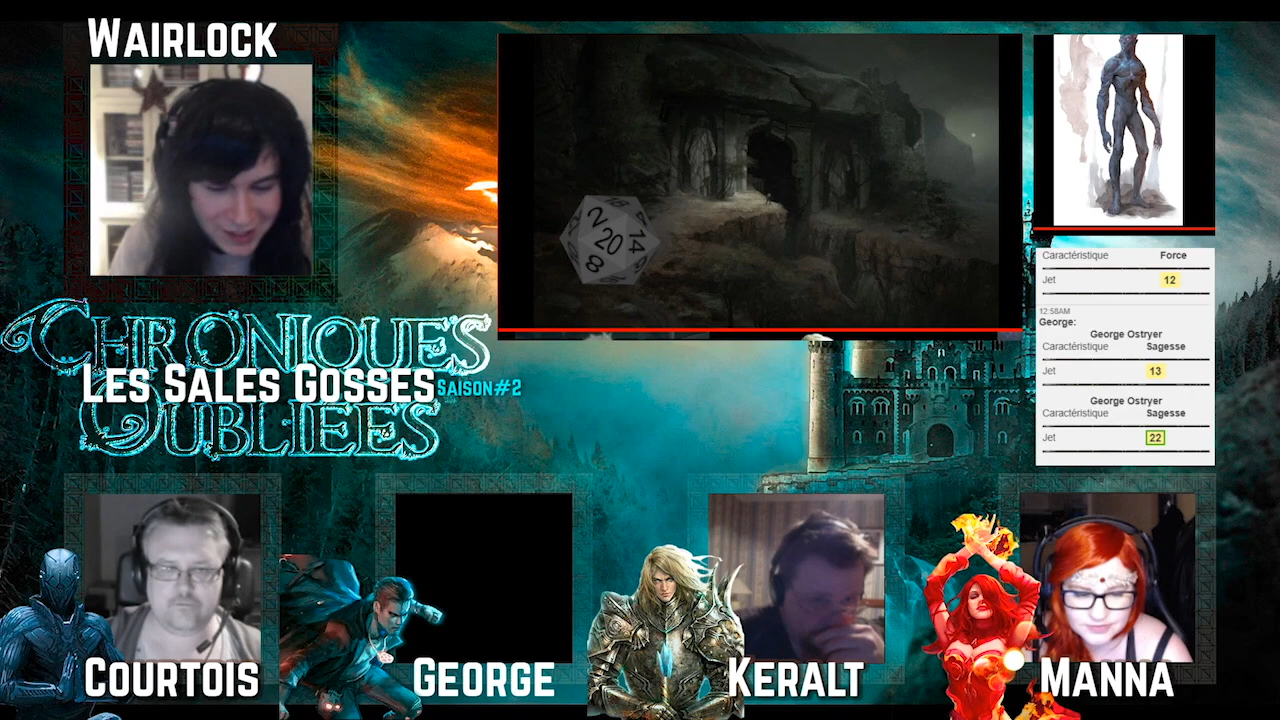 WAIRLOCK
CHRONIQUES
LES SALES GOSSES SAISON#2
OUBLIEES
2
20
14
8
Caractéristique Force
Jet 12
12:58AM
George:
George Ostryer
Caractéristique Sagesse
Jet 13
George Ostryer
Caractéristique Sagesse
Jet 22
COURTOIS
GEORGE
KERALT
MANNA